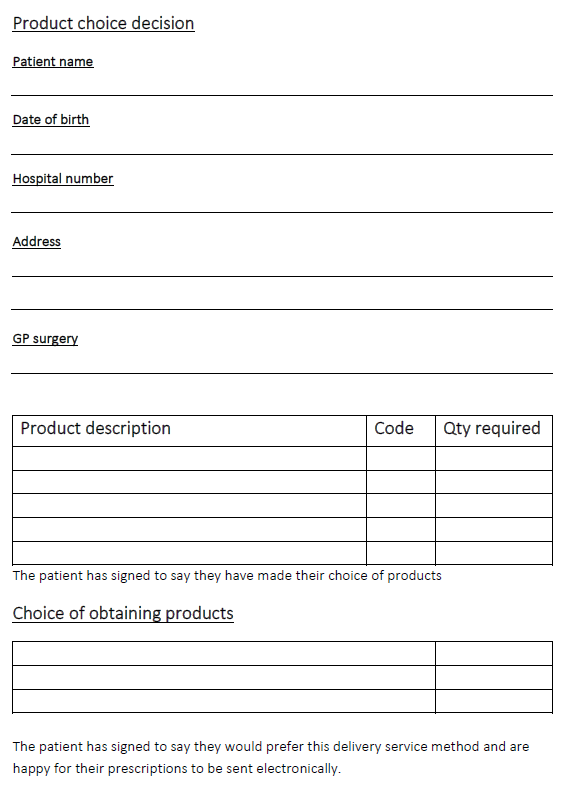 Product choice decision
Patient name
Date of birth
Hospital number
Address
GP surgery
Product description Code Qty required
The patient has signed to say they have made their choice of products
Choice of obtaining products
The patient has signed to say they would prefer this delivery service method and are
happy for their prescriptions to be sent electronically.